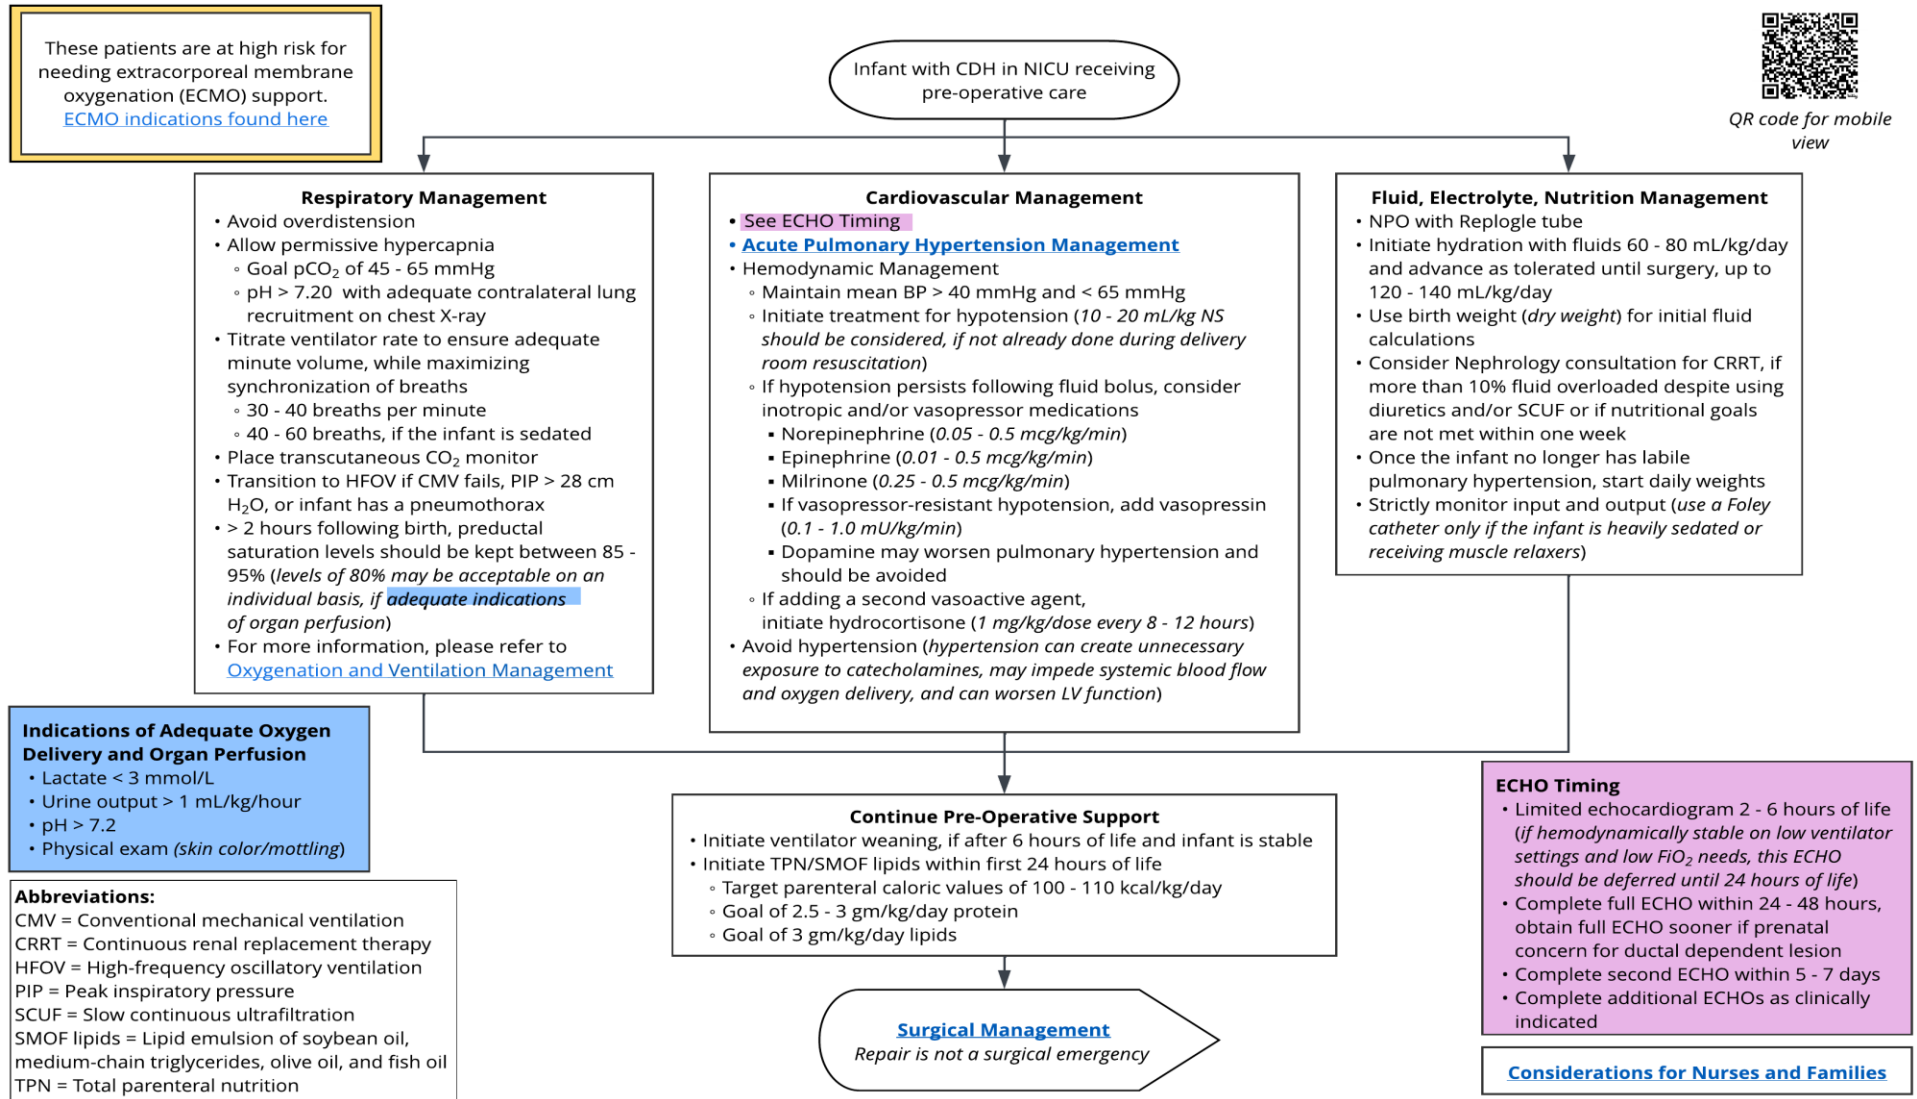 These patients are at high risk for
needing extracorporeal membrane
oxygenation (ECMO) support.
ECMO indications found here
Infant with CDH in NICU receiving
pre-operative care
QR code for mobile
view
Respiratory Management
• Avoid overdistension
• Allow permissive hypercapnia
◦ Goal pCO₂ of 45 - 65 mmHg
◦ pH > 7.20 with adequate contralateral lung
recruitment on chest X-ray
• Titrate ventilator rate to ensure adequate
minute volume, while maximizing
synchronization of breaths
◦ 30 - 40 breaths per minute
◦ 40 - 60 breaths, if the infant is sedated
• Place transcutaneous CO₂ monitor
• Transition to HFOV if CMV fails, PIP > 28 cm
H₂O, or infant has a pneumothorax
• > 2 hours following birth, preductal
saturation levels should be kept between 85 -
95% (levels of 80% may be acceptable on an
individual basis, if adequate indications
of organ perfusion)
• For more information, please refer to
Oxygenation and Ventilation Management
Cardiovascular Management
• See ECHO Timing
• Acute Pulmonary Hypertension Management
• Hemodynamic Management
◦ Maintain mean BP > 40 mmHg and < 65 mmHg
◦ Initiate treatment for hypotension (10 - 20 mL/kg NS
should be considered, if not already done during delivery
room resuscitation)
◦ If hypotension persists following fluid bolus, consider
inotropic and/or vasopressor medications
▪ Norepinephrine (0.05 - 0.5 mcg/kg/min)
▪ Epinephrine (0.01 - 0.5 mcg/kg/min)
▪ Milrinone (0.25 - 0.5 mcg/kg/min)
▪ If vasopressor-resistant hypotension, add vasopressin
(0.1 - 1.0 mU/kg/min)
▪ Dopamine may worsen pulmonary hypertension and
should be avoided
◦ If adding a second vasoactive agent,
initiate hydrocortisone (1 mg/kg/dose every 8 - 12 hours)
• Avoid hypertension (hypertension can create unnecessary
exposure to catecholamines, may impede systemic blood flow
and oxygen delivery, and can worsen LV function)
Fluid, Electrolyte, Nutrition Management
• NPO with Replogle tube
• Initiate hydration with fluids 60 - 80 mL/kg/day
and advance as tolerated until surgery, up to
120 - 140 mL/kg/day
• Use birth weight (dry weight) for initial fluid
calculations
• Consider Nephrology consultation for CRRT, if
more than 10% fluid overloaded despite using
diuretics and/or SCUF or if nutritional goals
are not met within one week
• Once the infant no longer has labile
pulmonary hypertension, start daily weights
• Strictly monitor input and output (use a Foley
catheter only if the infant is heavily sedated or
receiving muscle relaxers)
Indications of Adequate Oxygen
Delivery and Organ Perfusion
• Lactate < 3 mmol/L
• Urine output > 1 mL/kg/hour
• pH > 7.2
• Physical exam (skin color/mottling)
Abbreviations:
CMV = Conventional mechanical ventilation
CRRT = Continuous renal replacement therapy
HFOV = High-frequency oscillatory ventilation
PIP = Peak inspiratory pressure
SCUF = Slow continuous ultrafiltration
SMOF lipids = Lipid emulsion of soybean oil,
medium-chain triglycerides, olive oil, and fish oil
TPN = Total parenteral nutrition
Continue Pre-Operative Support
• Initiate ventilator weaning, if after 6 hours of life and infant is stable
• Initiate TPN/SMOF lipids within first 24 hours of life
◦ Target parenteral caloric values of 100 - 110 kcal/kg/day
◦ Goal of 2.5 - 3 gm/kg/day protein
◦ Goal of 3 gm/kg/day lipids
Surgical Management
Repair is not a surgical emergency
ECHO Timing
• Limited echocardiogram 2 - 6 hours of life
(if hemodynamically stable on low ventilator
settings and low FiO₂ needs, this ECHO
should be deferred until 24 hours of life)
• Complete full ECHO within 24 - 48 hours,
obtain full ECHO sooner if prenatal
concern for ductal dependent lesion
• Complete second ECHO within 5 - 7 days
• Complete additional ECHOs as clinically
indicated
Considerations for Nurses and Families